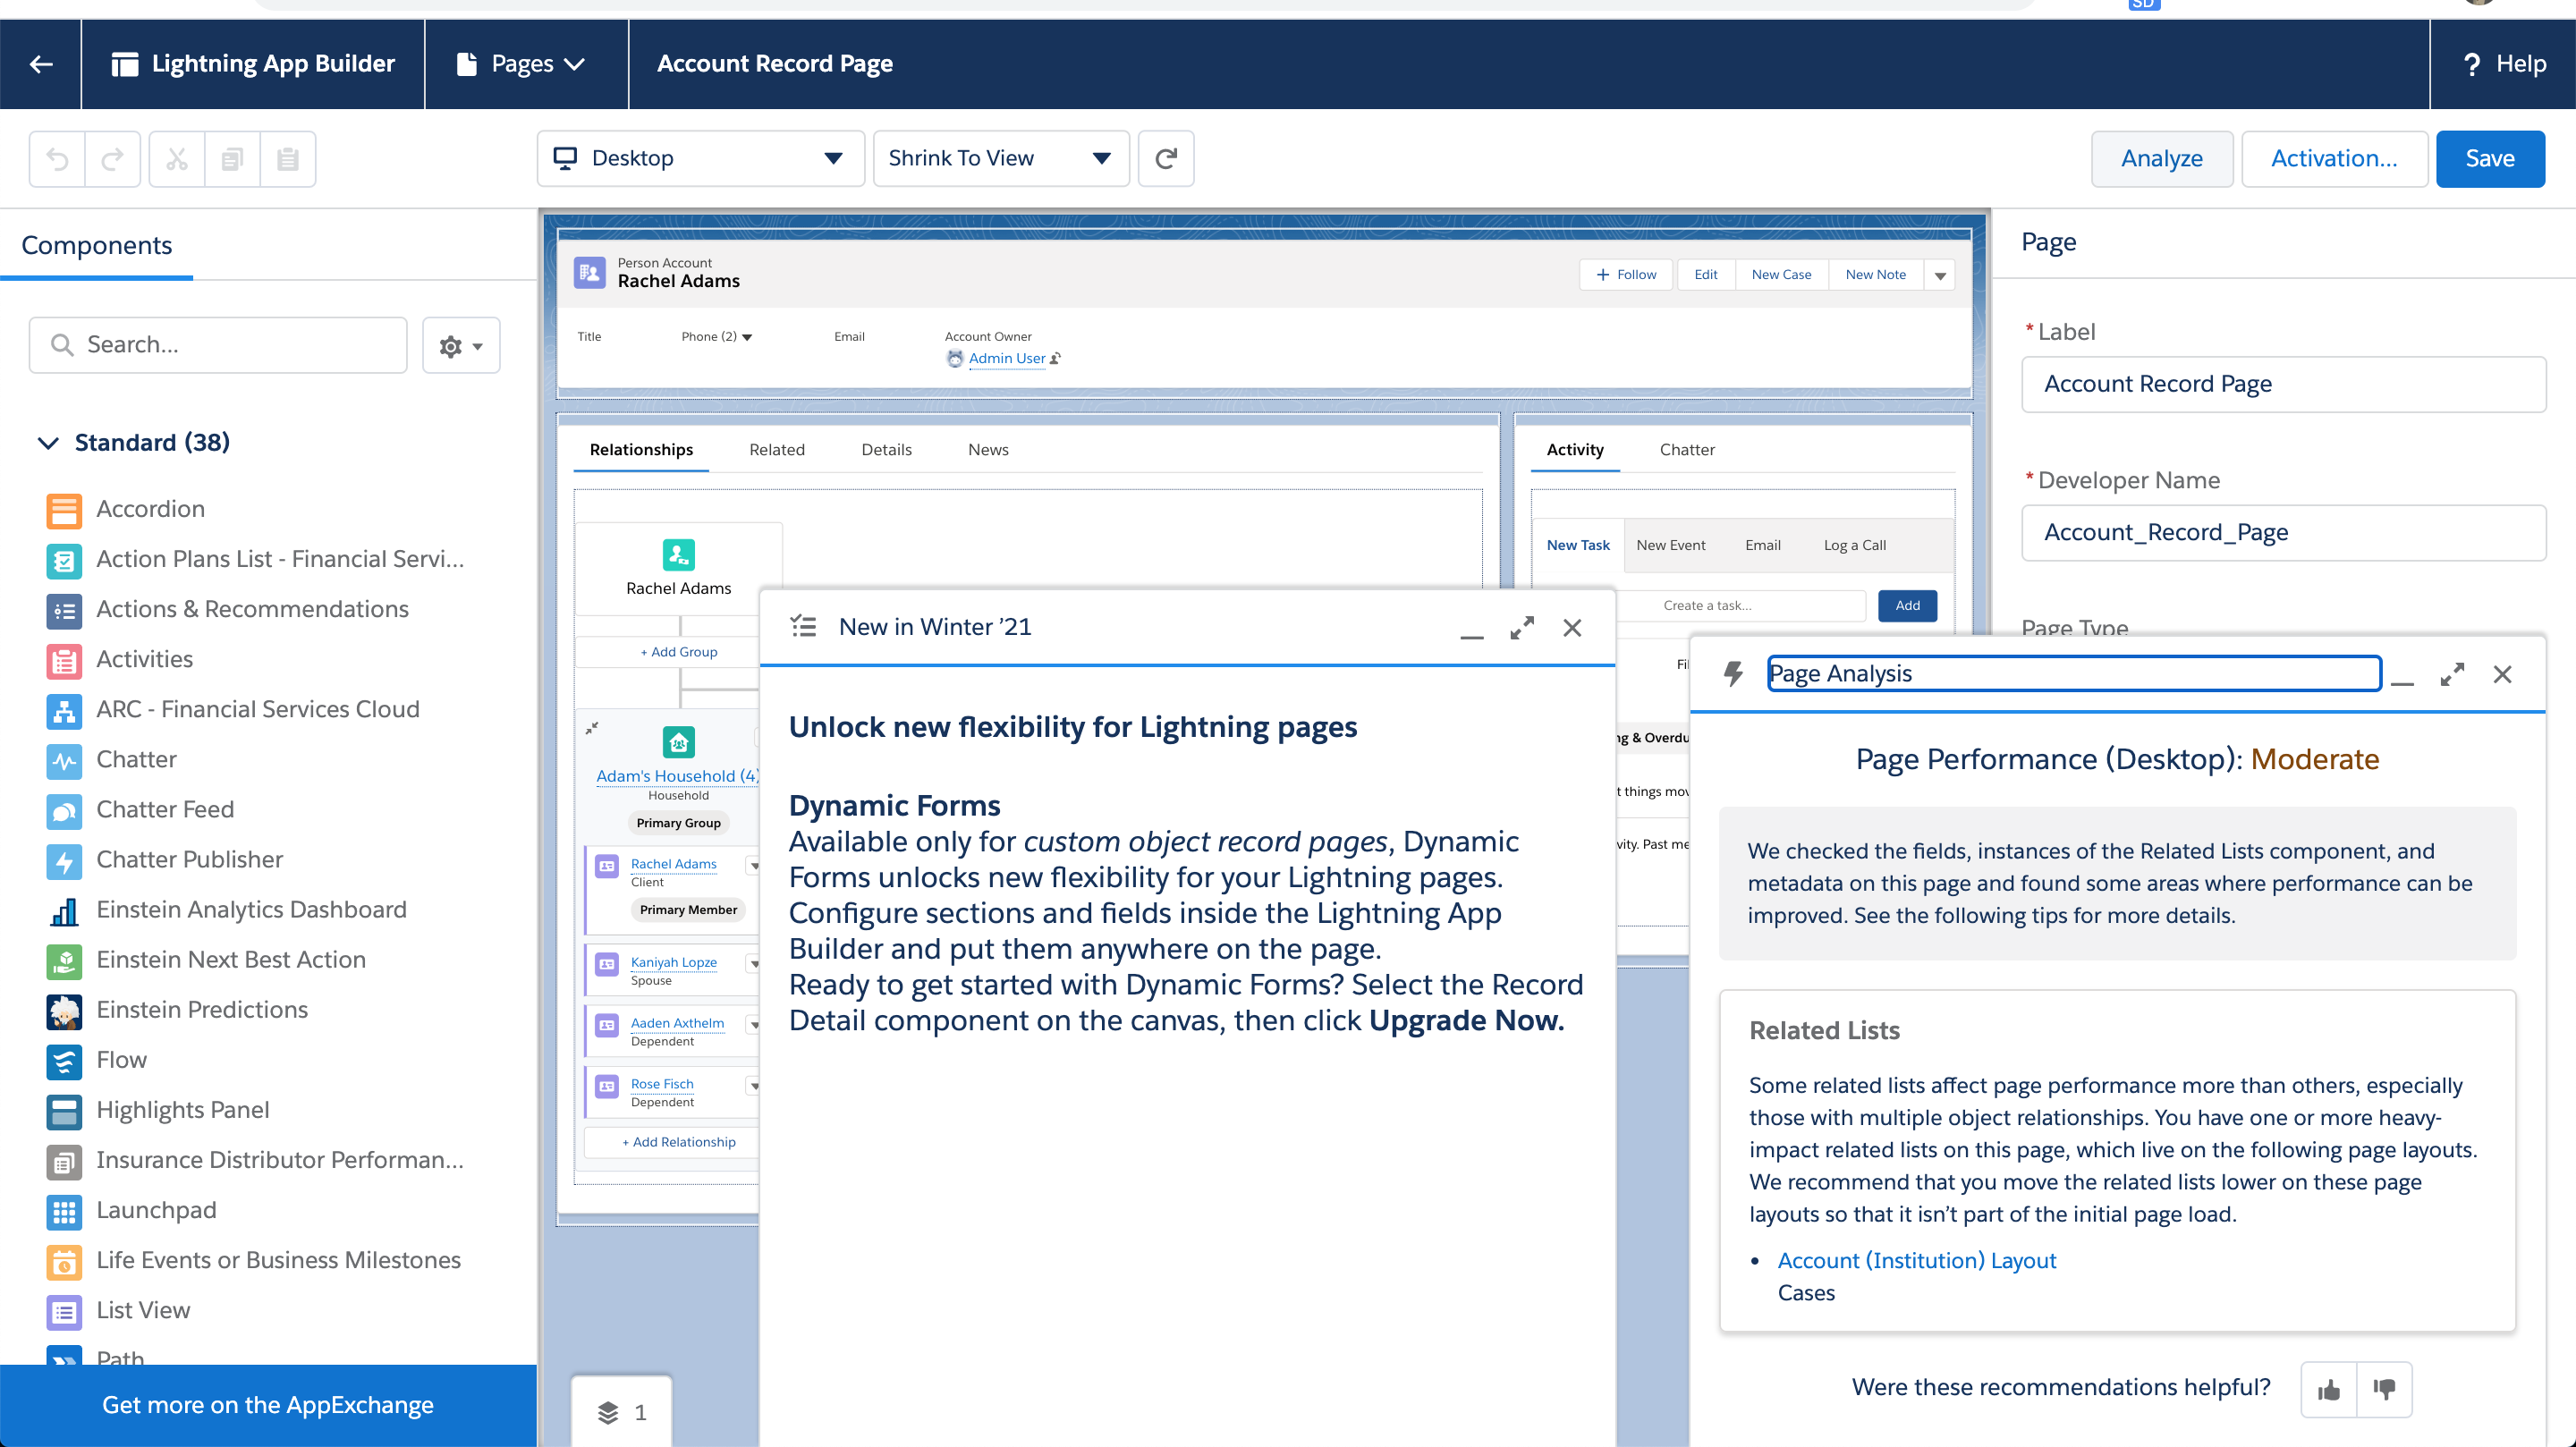 SD
Lightning App Builder
Pages
Account Record Page
? Help
Desktop
Shrink To View
Analyze
Activation...
Save
Components
Search...
Standard (38)
Accordion
Action Plans List - Financial Servi...
Actions & Recommendations
Activities
ARC - Financial Services Cloud
Chatter
Chatter Feed
Chatter Publisher
Einstein Analytics Dashboard
Einstein Next Best Action
Einstein Predictions
Flow
Highlights Panel
Insurance Distributor Performan...
Launchpad
Life Events or Business Milestones
List View
Path
Get more on the AppExchange
Person Account
Rachel Adams
+ Follow
Edit
New Case
New Note
Title
Phone (2)
Email
Account Owner
Admin User
Relationships
Related
Details
News
Rachel Adams
+ Add Group
Adam's Household (4)
Household
Primary Group
Rachel Adams
Client
Primary Member
Kaniyah Lopze
Spouse
Aaden Axthelm
Dependent
Rose Fisch
Dependent
+ Add Relationship
1
Activity
Chatter
New Task
New Event
Email
Log a Call
Create a task...
Add
New in Winter ’21
Unlock new flexibility for Lightning pages
Dynamic Forms
Available only for custom object record pages, Dynamic
Forms unlocks new flexibility for your Lightning pages.
Configure sections and fields inside the Lightning App
Builder and put them anywhere on the page.
Ready to get started with Dynamic Forms? Select the Record
Detail component on the canvas, then click Upgrade Now.
Page
* Label
Account Record Page
* Developer Name
Account_Record_Page
Page Type
Page Analysis
Page Performance (Desktop): Moderate
We checked the fields, instances of the Related Lists component, and
metadata on this page and found some areas where performance can be
improved. See the following tips for more details.
Related Lists
Some related lists affect page performance more than others, especially
those with multiple object relationships. You have one or more heavy-
impact related lists on this page, which live on the following page layouts.
We recommend that you move the related lists lower on these page
layouts so that it isn’t part of the initial page load.
• Account (Institution) Layout
Cases
Were these recommendations helpful?